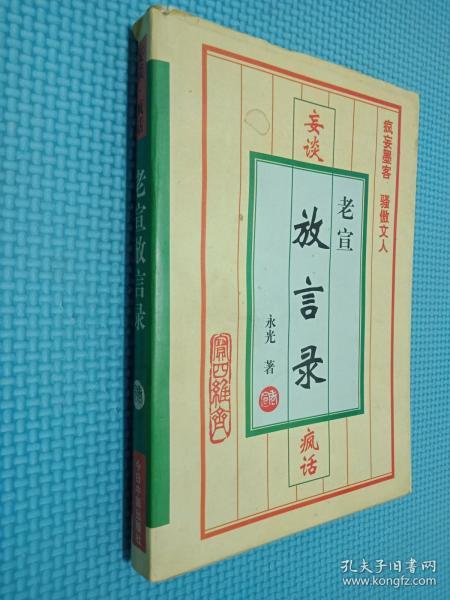 疯妄墨客 骚傲文人
妄谈
老宣
放言录
永光 著
疯话
老宣放言录
孔夫子旧书网
www.kongfz.com